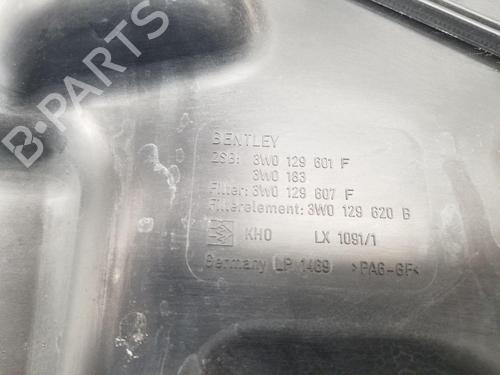 BENTLEY
ZSB: 3W0 129 601 F
3W0 183
Filter: 3W0 129 607 F
Filterelement: 3W0 129 620 B
KHO LX 1091/1
Germany LP 1469 >PA6-GF<
B-PARTS